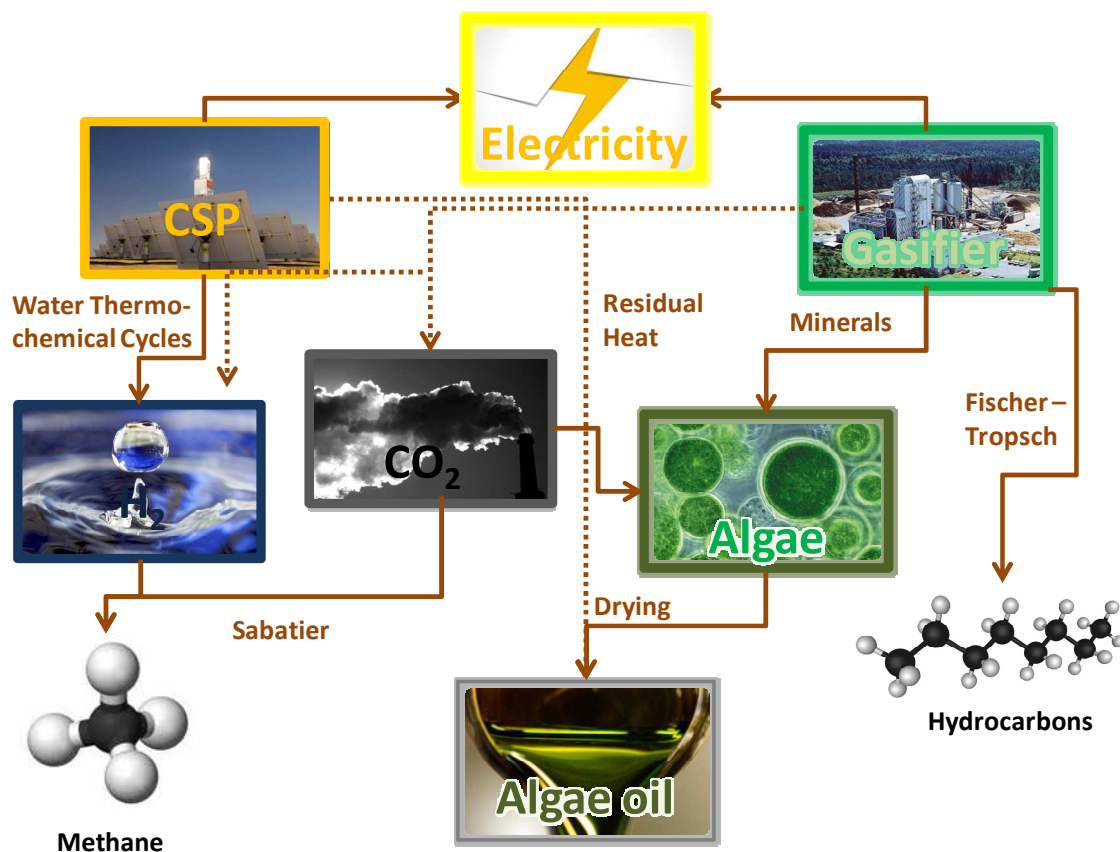 Electricity
CSP
Gasifier
Water Thermo-
chemical Cycles
Residual
Heat
Minerals
Fischer –
Tropsch
CO₂
H₂
Algae
Sabatier
Drying
Hydrocarbons
Algae oil
Methane